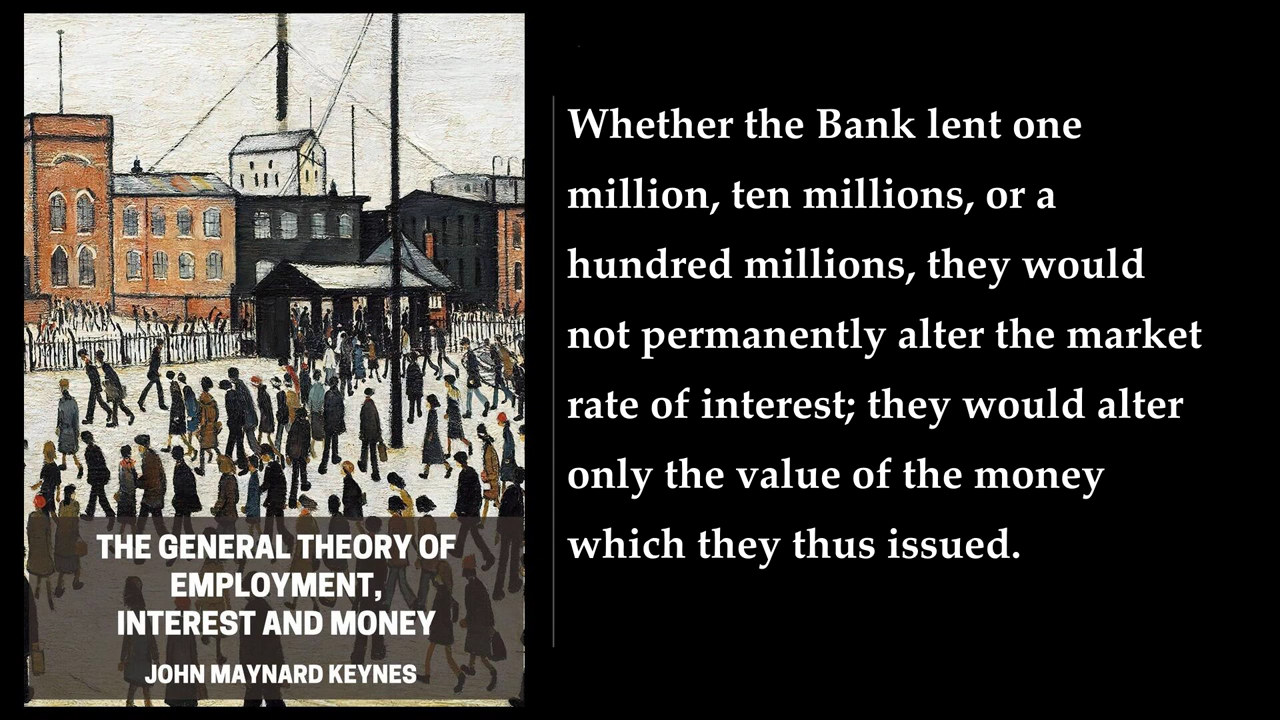 THE GENERAL THEORY OF
EMPLOYMENT,
INTEREST AND MONEY
JOHN MAYNARD KEYNES
Whether the Bank lent one
million, ten millions, or a
hundred millions, they would
not permanently alter the market
rate of interest; they would alter
only the value of the money
which they thus issued.